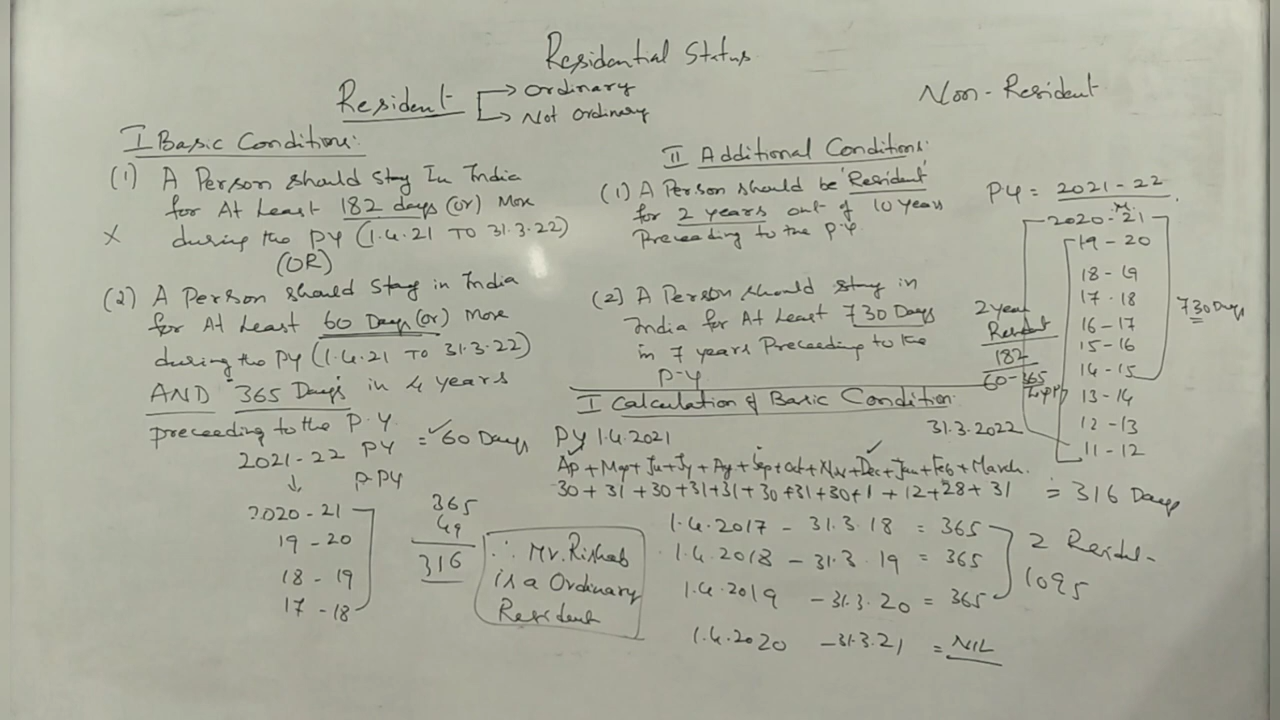 Residential Status
Resident → Ordinary
→ Not Ordinary
Non-Resident
I Basic Conditions:
(1) A Person should stay In India
for At Least 182 days (or) More
X during the PY (1.4.21 TO 31.3.22)
(OR)
(2) A Person should stay in India
for At Least 60 Days (or) More
during the PY (1.4.21 TO 31.3.22)
AND "365 Days" in 4 years
preceeding to the P.Y.
2021-22 PY = ✓60 Days
↓ P.PY
2020-21
19-20
18-19
17-18
365
49
316
∴ Mr. Rishab
is a Ordinary
Resident
II Additional Conditions:
(1) A Person should be 'Resident'
for 2 years out of 10 years
Preceeding to the P.Y.
(2) A Person should stay in
India for At Least 730 Days
in 7 years Preceeding to the
P-Y
PY = 2021-22
2020-21
19-20
18-19
17-18
16-17
15-16
14-15
13-14
12-13
11-12
730 Days
2 year
Resident
182
60-365
I Calculation of Basic Condition
PY 1.4.2021 31.3.2022
Ap + May + Ju + Jy + Ag + Sep + Oct + Nov + Dec + Jan + Feb + March.
30 + 31 + 30 + 31 + 31 + 30 + 31 + 30 + 1 + 12 + 28 + 31 = 316 Days
1.4.2017 - 31.3.18 = 365
1.4.2018 - 31.3.19 = 365
1.4.2019 - 31.3.20 = 365
1.4.2020 - 31.3.21 = NIL
2 Resid-
1095